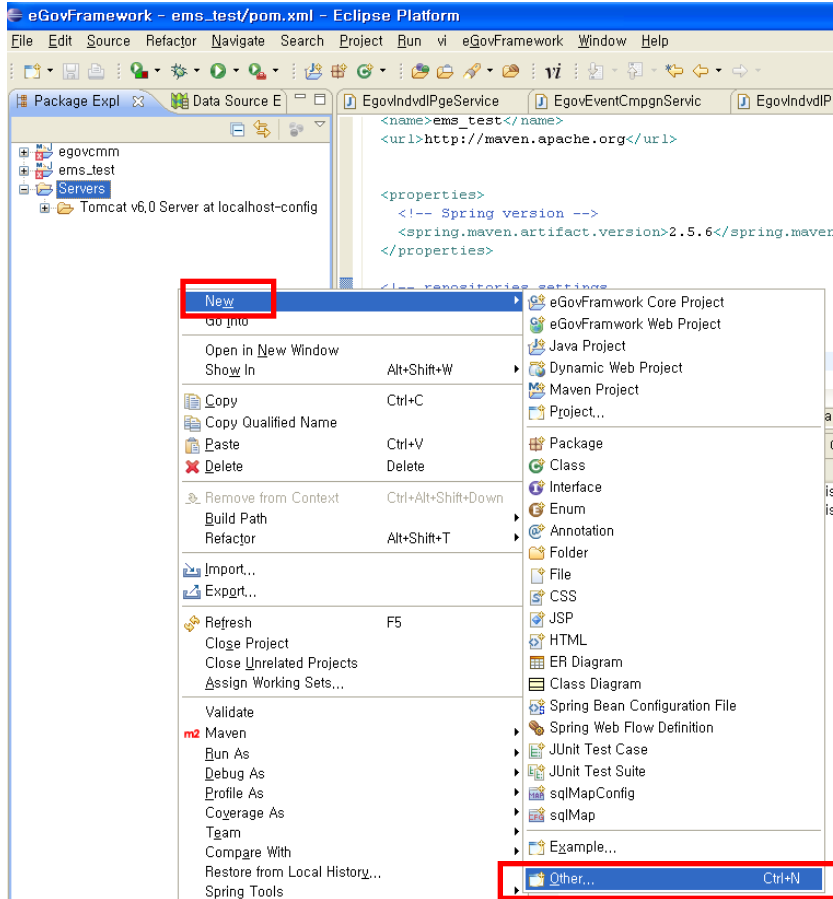 eGovFramework - ems_test/pom.xml - Eclipse Platform
File Edit Source Refactor Navigate Search Project Run vi eGovFramework Window Help
vi
Package Expl Data Source E EgovIndvdlPgeService EgovEventCmpgnServic EgovIndvdlP
egovcmm
ems_test
Servers
Tomcat v6.0 Server at localhost-config
<name>ems_test</name>
<url>http://maven.apache.org</url>
<properties>
<!-- Spring version -->
<spring.maven.artifact.version>2.5.6</spring.maven
</properties>
<!-- repositories settings
New
Go Into
Open in New Window
Show In Alt+Shift+W
Copy Ctrl+C
Copy Qualified Name
Paste Ctrl+V
Delete Delete
Remove from Context Ctrl+Alt+Shift+Down
Build Path
Refactor Alt+Shift+T
Import...
Export...
Refresh F5
Close Project
Close Unrelated Projects
Assign Working Sets...
Validate
m2 Maven
Run As
Debug As
Profile As
Coverage As
Team
Compare With
Restore from Local History...
Spring Tools
eGovFramwork Core Project
eGovFramwork Web Project
Java Project
Dynamic Web Project
Maven Project
Project...
Package
Class
Interface
Enum
Annotation
Folder
File
CSS
JSP
HTML
ER Diagram
Class Diagram
Spring Bean Configuration File
Spring Web Flow Definition
JUnit Test Case
JUnit Test Suite
sqlMapConfig
sqlMap
Example...
Other... Ctrl+N